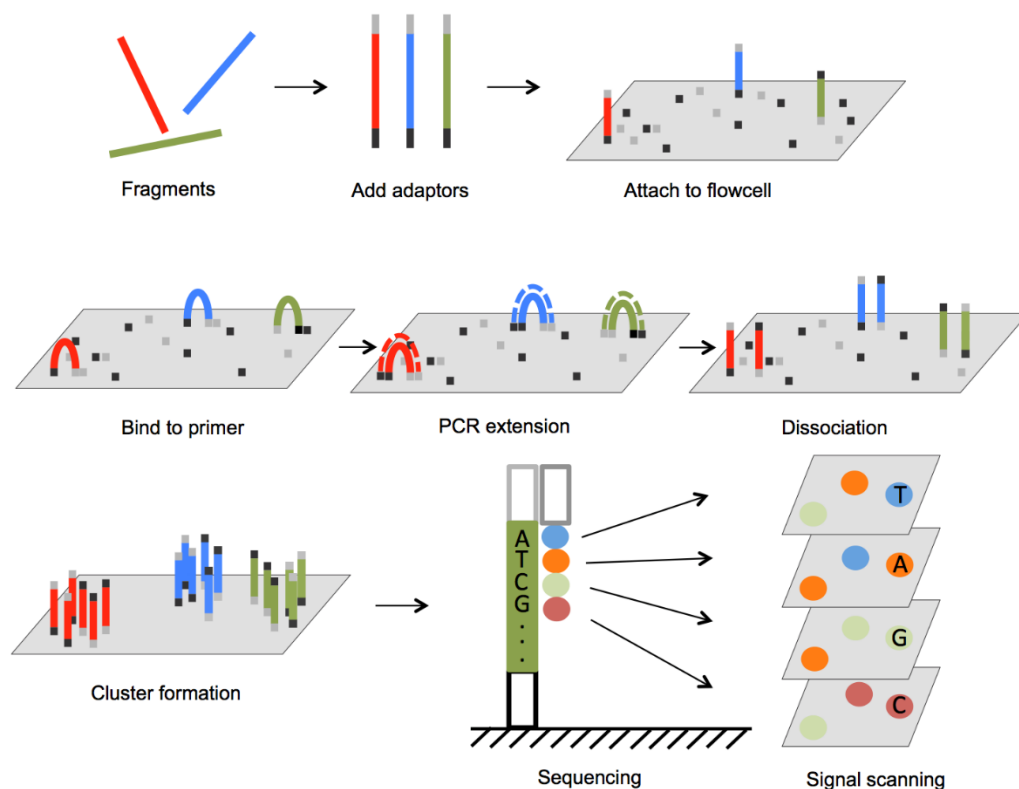 Fragments
Add adaptors
Attach to flowcell
Bind to primer
PCR extension
Dissociation
Cluster formation
A
T
C
G
.
.
.
Sequencing
T
A
G
C
Signal scanning